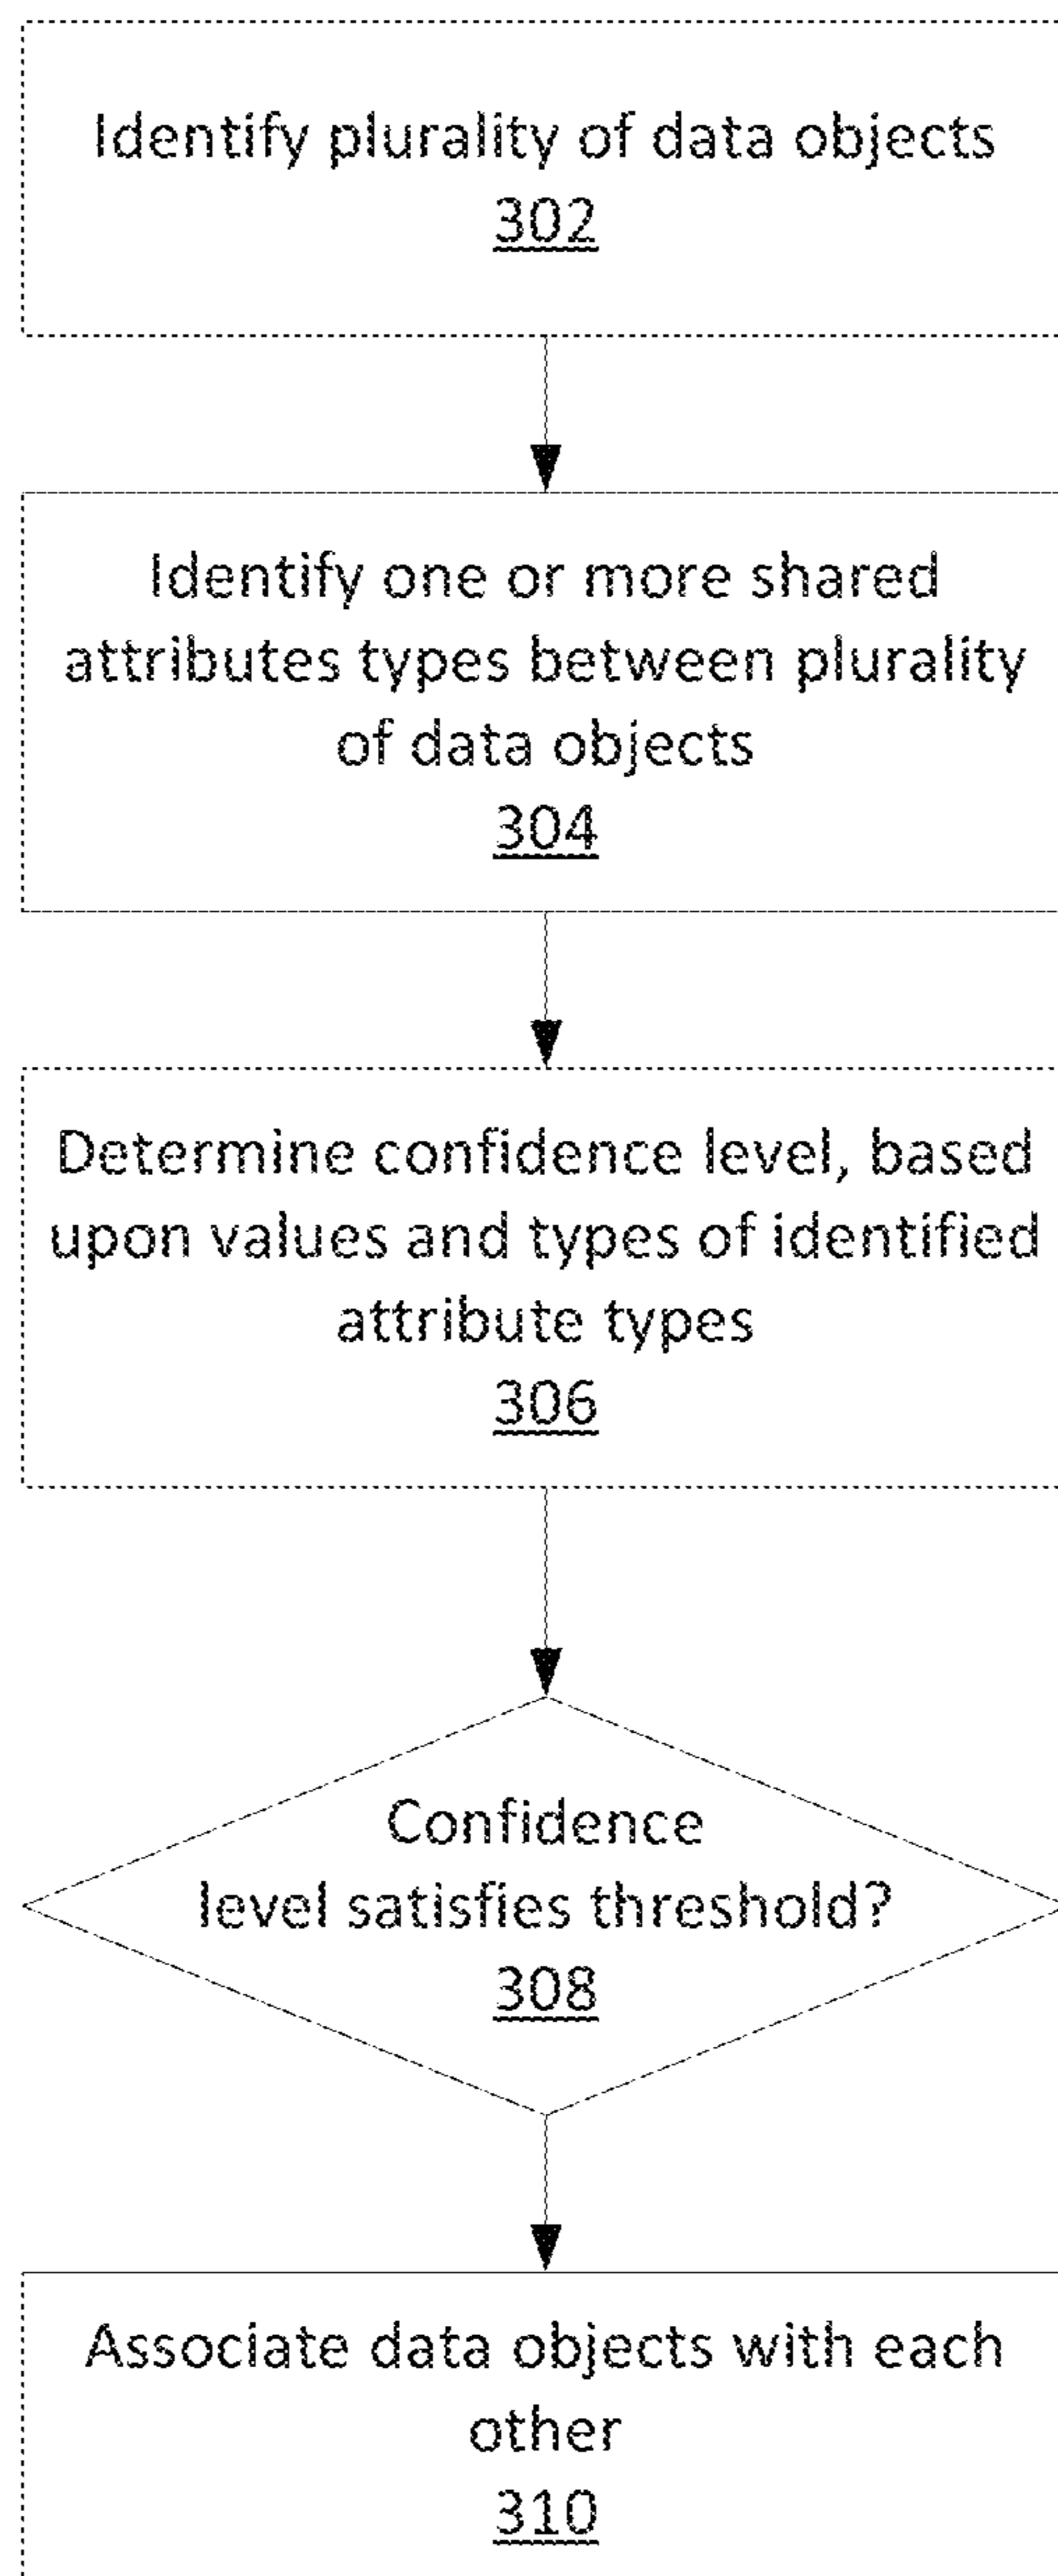 Identify plurality of data objects
302
Identify one or more shared
attributes types between plurality
of data objects
304
Determine confidence level, based
upon values and types of identified
attribute types
306
Confidence
level satisfies threshold?
308
Associate data objects with each
other
310